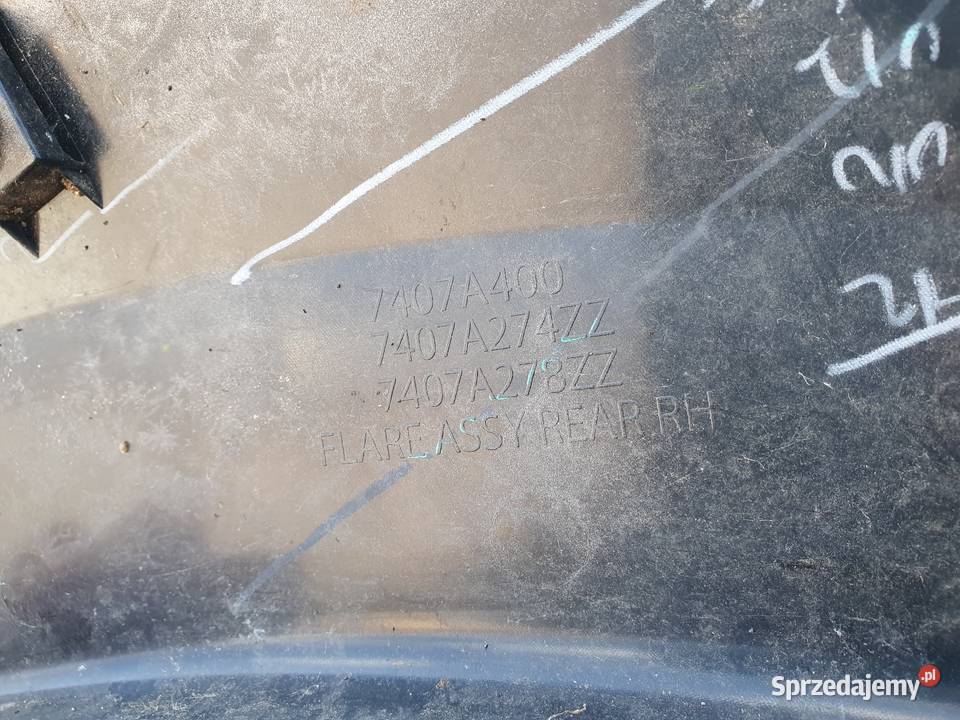 7407A400
7407A274ZZ
7407A278ZZ
FLARE ASSY REAR RH
Sprzedajemy.pl